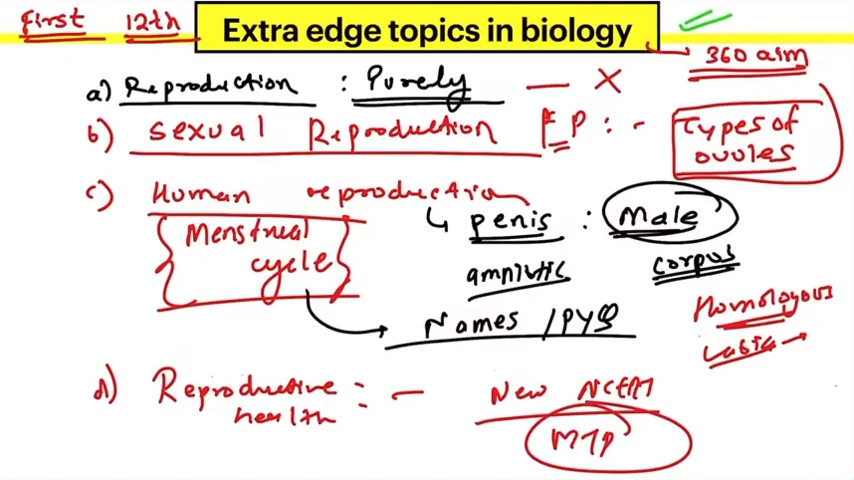 First 12th
Extra edge topics in biology
360 aim
a) Reproduction : Purely — ×
b) sexual Reproduction FP : -
Types of
ovules
c) Human reproduction
Menstrual
cycle
penis : Male
corpus
Names / PYQ
Homologous
Labia →
d) Reproductive
health : —
New NCERT
MTP